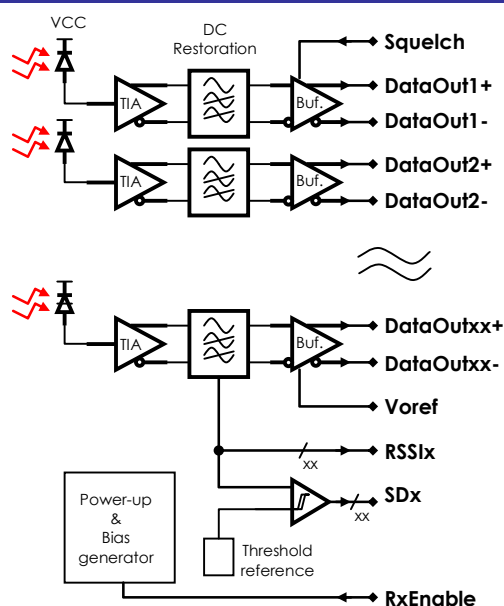 VCC
DC
Restoration
Squelch
TIA
Buf.
DataOut1+
DataOut1-
TIA
Buf.
DataOut2+
DataOut2-
TIA
Buf.
DataOutxx+
DataOutxx-
Voref
xx
RSSIx
SDx
xx
Power-up
&
Bias
generator
Threshold
reference
RxEnable